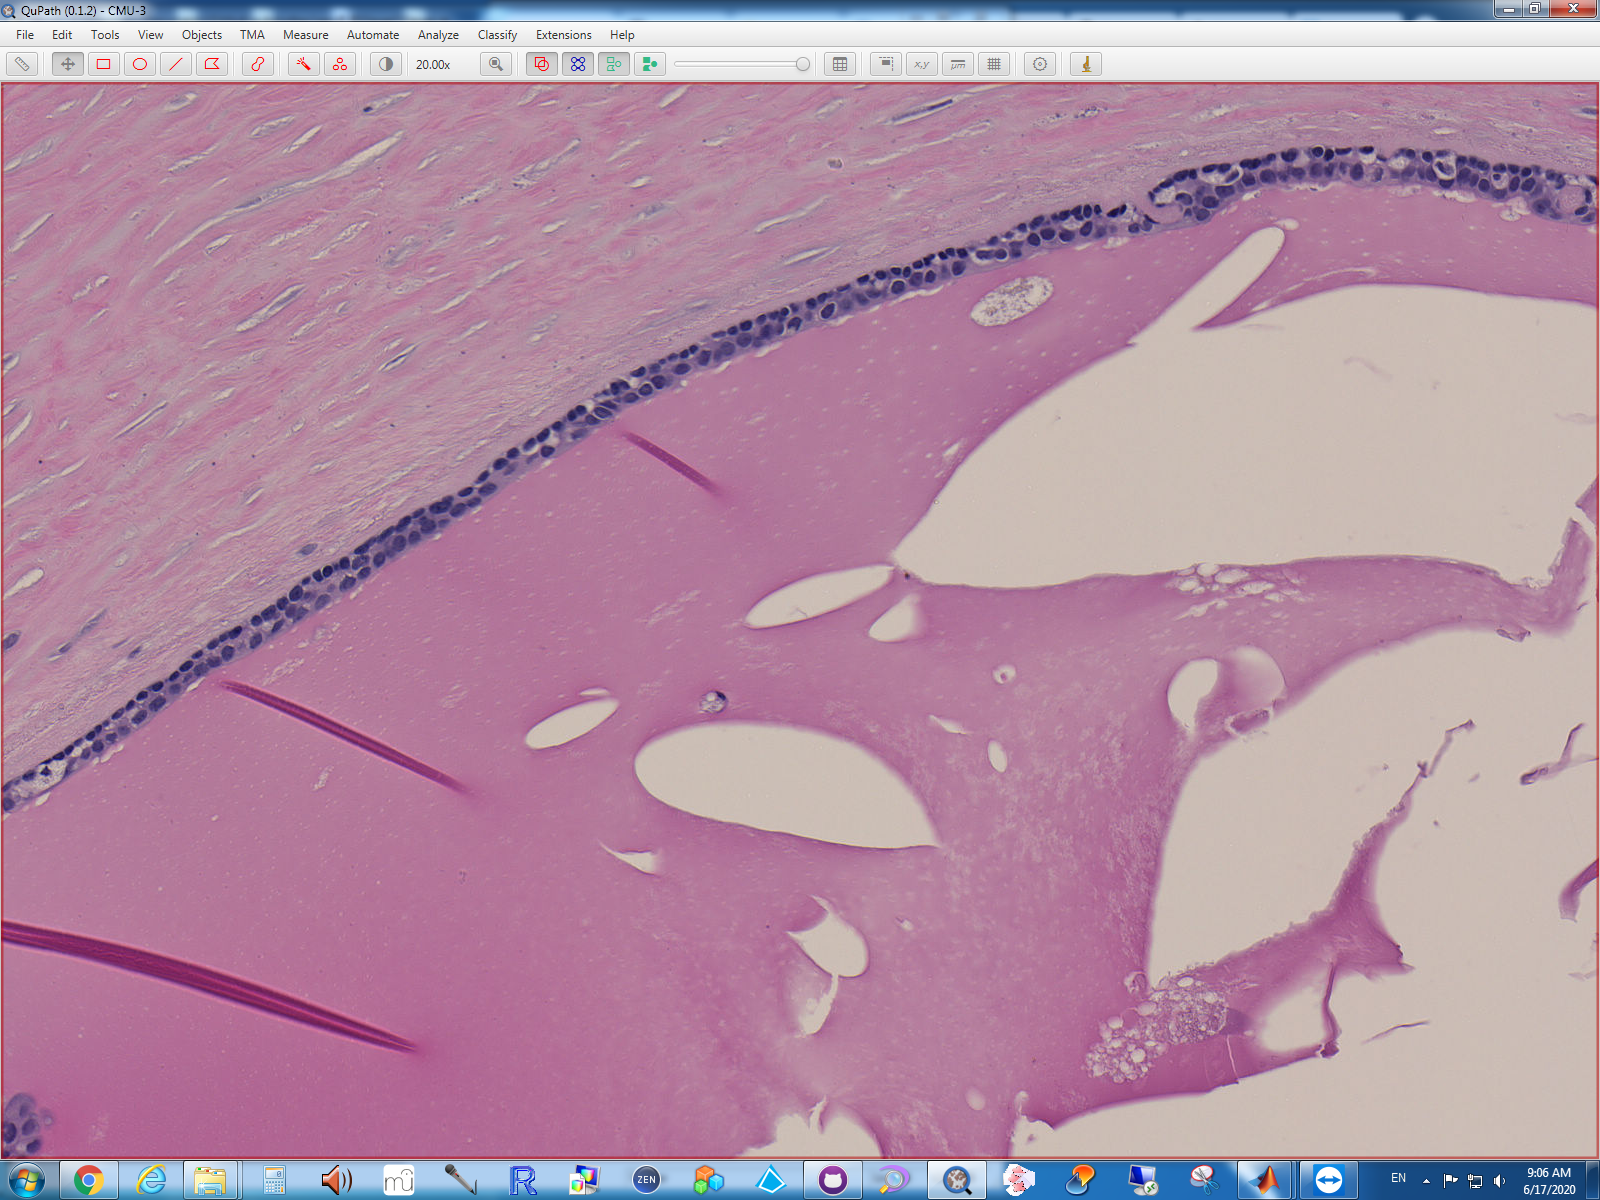 QuPath (0.1.2) - CMU-3
File Edit Tools View Objects TMA Measure Automate Analyze Classify Extensions Help
20.00x x,y μm
R ZEN EN 9:06 AM
6/17/2020